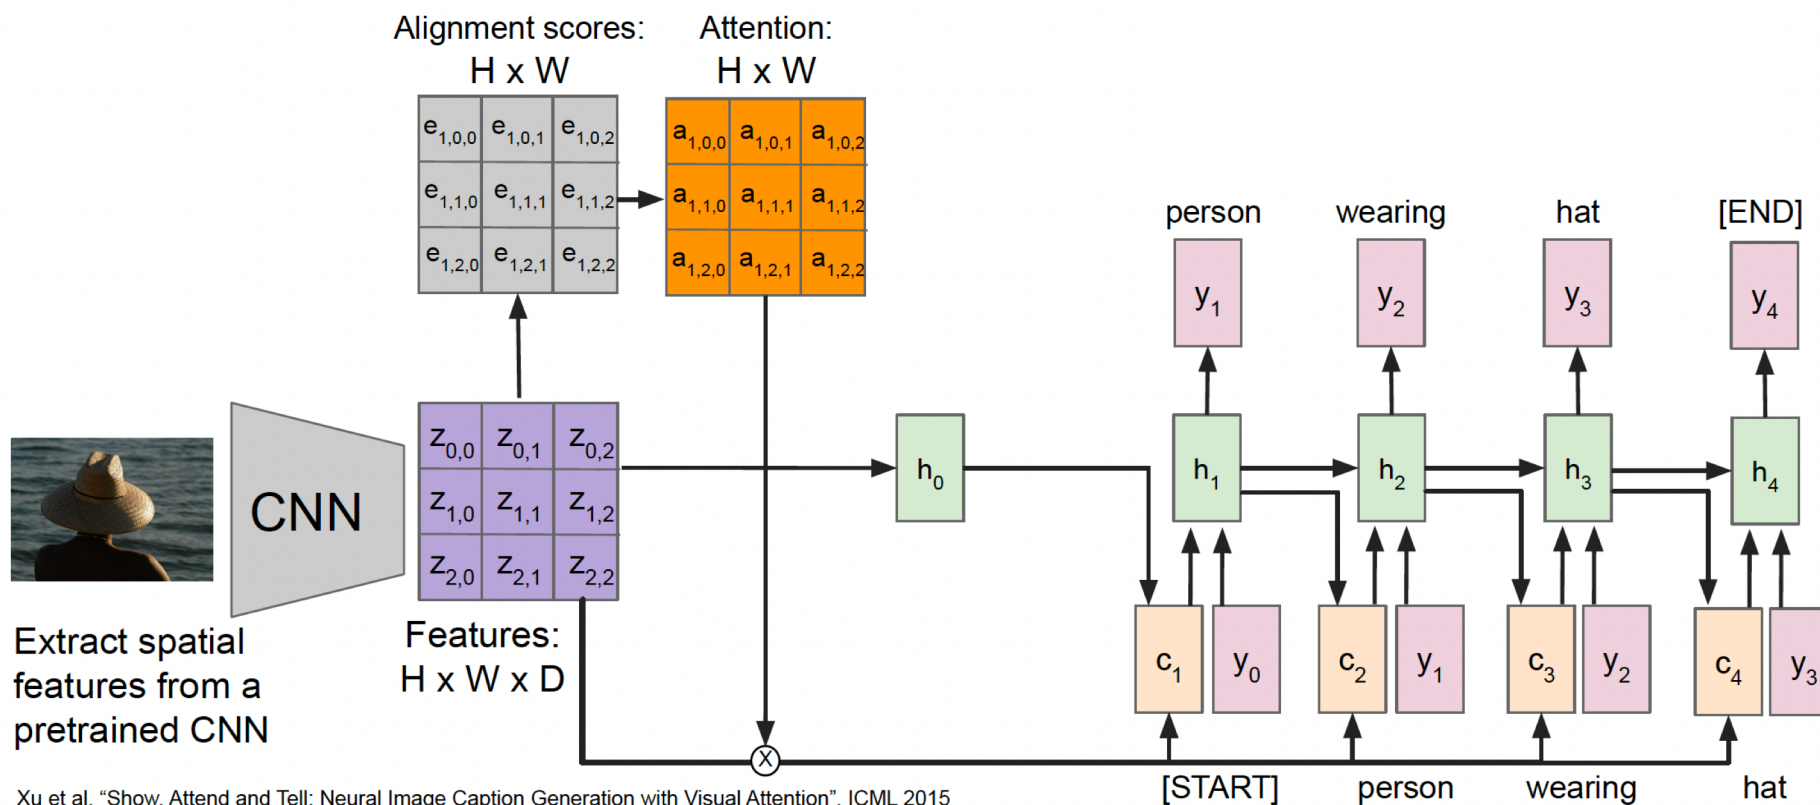 Alignment scores:
H x W
Attention:
H x W
e1,0,0 e1,0,1 e1,0,2
e1,1,0 e1,1,1 e1,1,2
e1,2,0 e1,2,1 e1,2,2
a1,0,0 a1,0,1 a1,0,2
a1,1,0 a1,1,1 a1,1,2
a1,2,0 a1,2,1 a1,2,2
person wearing hat [END]
y1 y2 y3 y4
CNN
z0,0 z0,1 z0,2
z1,0 z1,1 z1,2
z2,0 z2,1 z2,2
h0 h1 h2 h3 h4
Extract spatial
features from a
pretrained CNN
Features:
H x W x D
c1 y0 c2 y1 c3 y2 c4 y3
X
[START] person wearing hat
Xu et al, “Show, Attend and Tell: Neural Image Caption Generation with Visual Attention”, ICML 2015